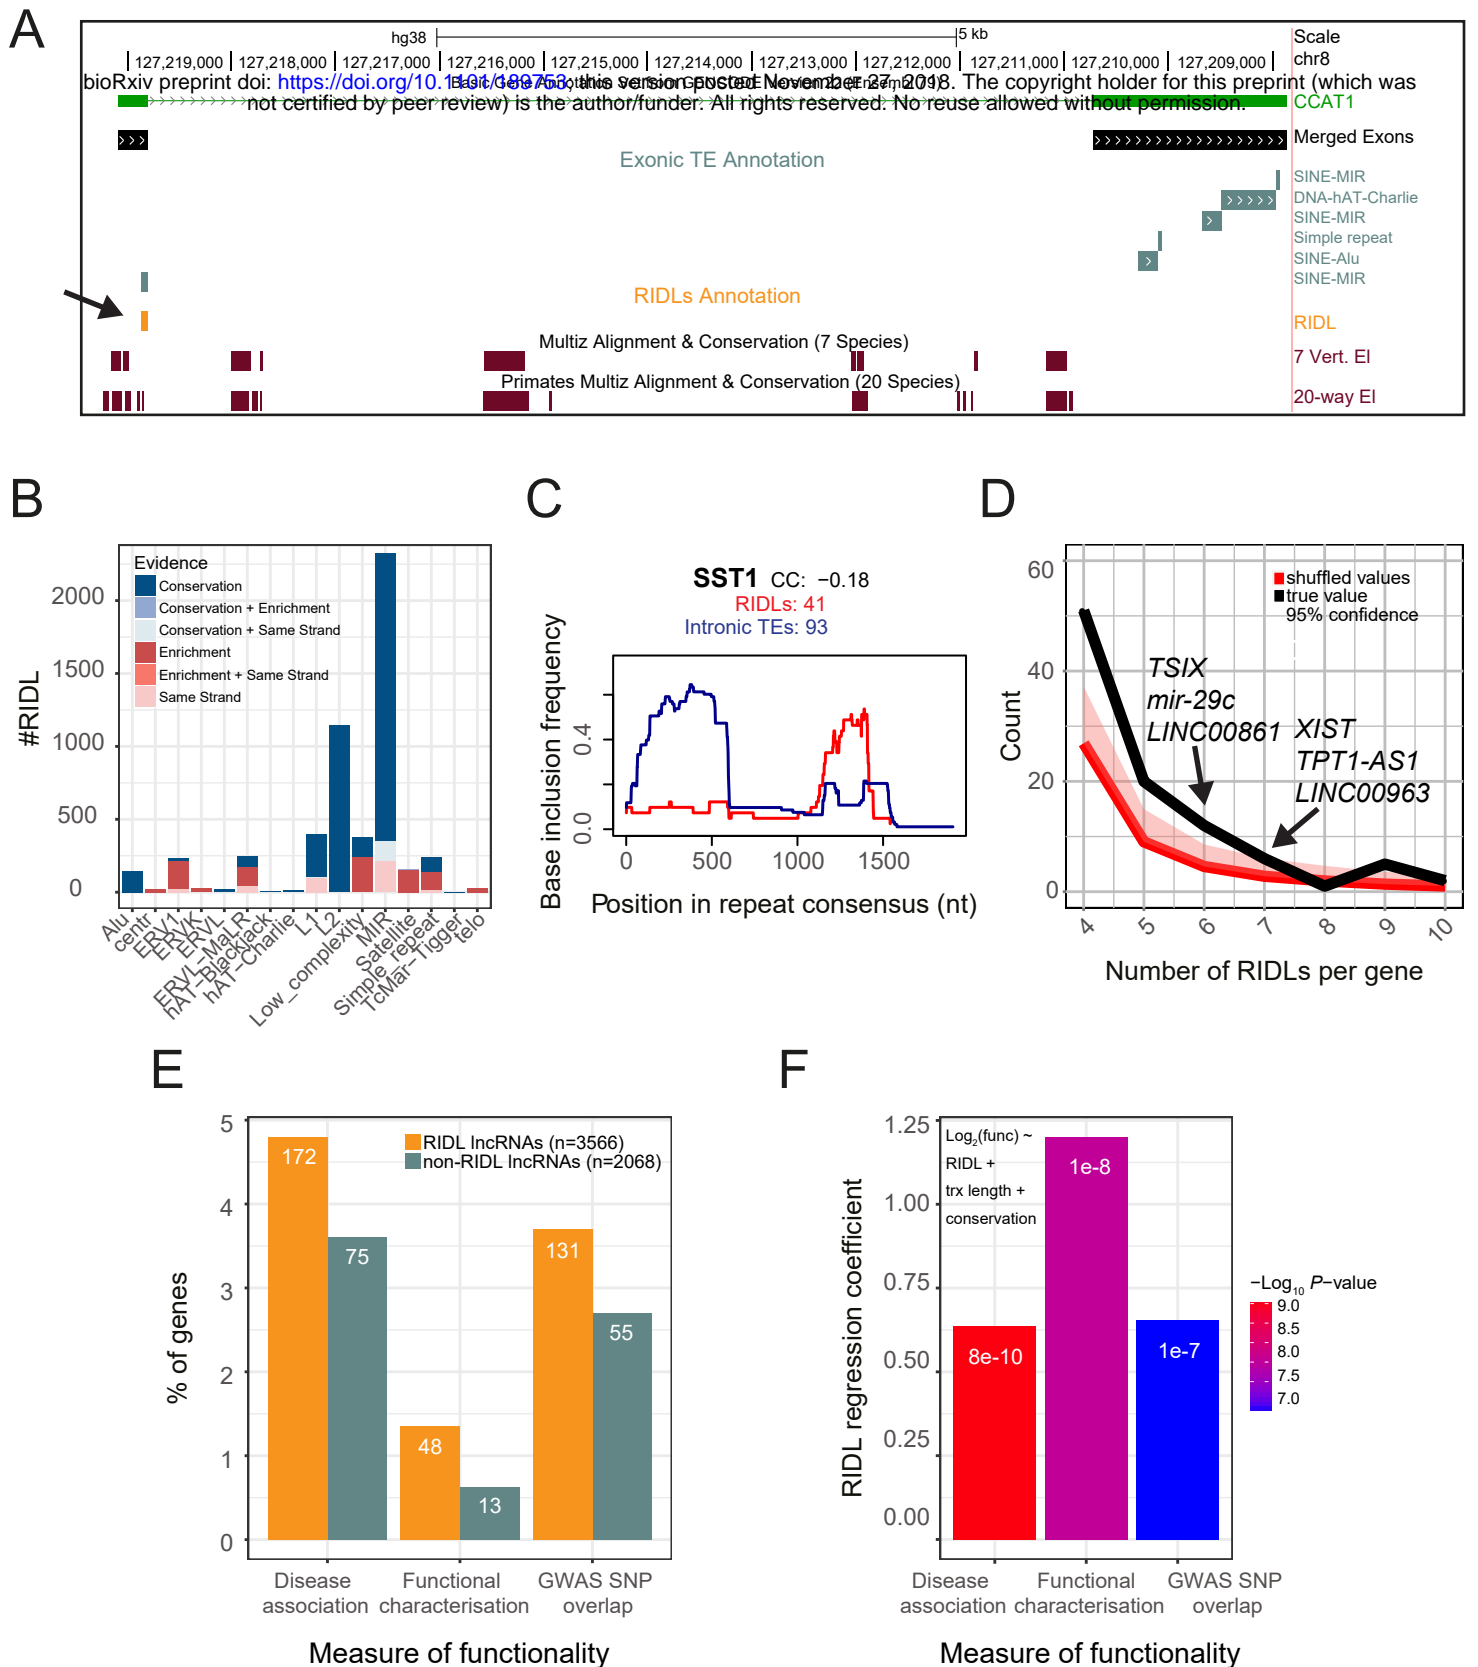 A
hg38
5 kb
Scale
127,219,000 127,218,000 127,217,000 127,216,000 127,215,000 127,214,000 127,213,000 127,212,000 127,211,000 127,210,000 127,209,000
chr8
bioRxiv preprint doi: https://doi.org/10.1101/189753; this version posted November 27, 2018. The copyright holder for this preprint (which was
not certified by peer review) is the author/funder. All rights reserved. No reuse allowed without permission.
CCAT1
Merged Exons
Exonic TE Annotation
SINE-MIR
DNA-hAT-Charlie
SINE-MIR
Simple repeat
SINE-Alu
SINE-MIR
RIDLs Annotation
RIDL
Multiz Alignment & Conservation (7 Species)
7 Vert. El
Primates Multiz Alignment & Conservation (20 Species)
20-way El
B
Evidence
Conservation
Conservation + Enrichment
Conservation + Same Strand
Enrichment
Enrichment + Same Strand
Same Strand
#RIDL
2000
1500
1000
500
0
Alu
centr
ERV1
ERVK
ERVL
ERVL−MaLR
hAT−Blackjack
hAT−Charlie
L1
L2
Low_complexity
MIR
Satellite
Simple_repeat
TcMar−Tigger
telo
C
SST1 CC: −0.18
RIDLs: 41
Intronic TEs: 93
Base inclusion frequency
0.4
0.0
0 500 1000 1500
Position in repeat consensus (nt)
D
shuffled values
true value
95% confidence
TSIX
mir-29c
LINC00861
XIST
TPT1-AS1
LINC00963
Count
60
40
20
0
4 5 6 7 8 9 10
Number of RIDLs per gene
E
RIDL lncRNAs (n=3566)
non-RIDL lncRNAs (n=2068)
% of genes
5
4
3
2
1
0
172
75
48
13
131
55
Disease association
Functional characterisation
GWAS SNP overlap
Measure of functionality
F
Log2(func) ~
RIDL +
trx length +
conservation
RIDL regression coefficient
1.25
1.00
0.75
0.50
0.25
0.00
8e-10
1e-8
1e-7
Disease association
Functional characterisation
GWAS SNP overlap
Measure of functionality
−Log10 P−value
9.0
8.5
8.0
7.5
7.0